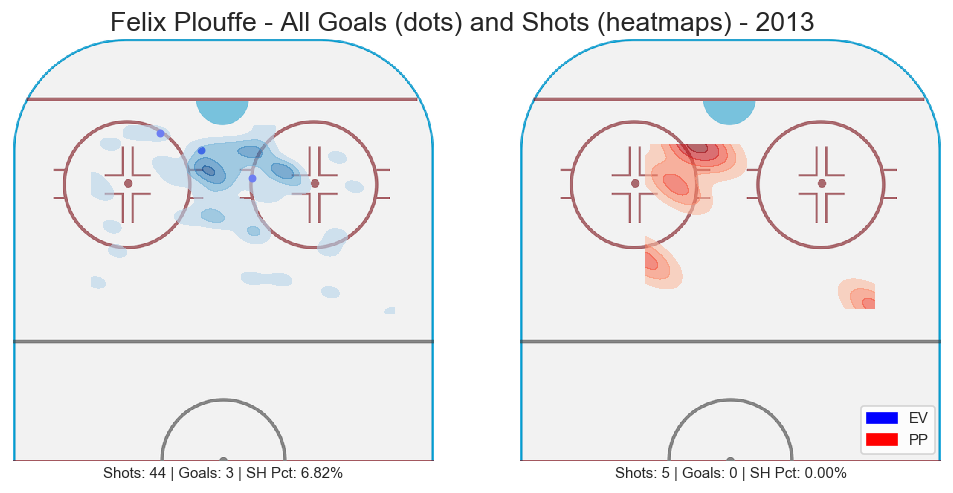 Felix Plouffe - All Goals (dots) and Shots (heatmaps) - 2013
EV
PP
Shots: 44 | Goals: 3 | SH Pct: 6.82%
Shots: 5 | Goals: 0 | SH Pct: 0.00%